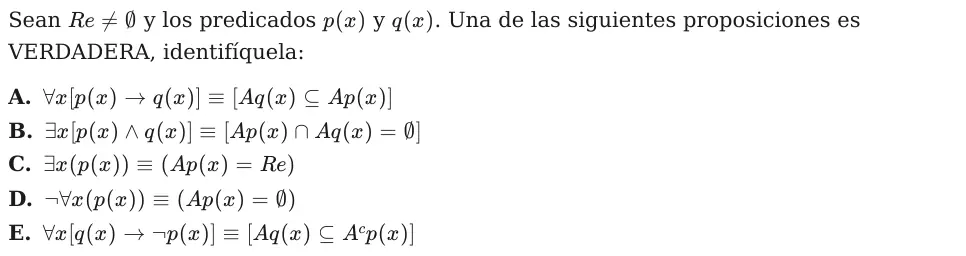 Sean Re ≠ ∅ y los predicados p(x) y q(x). Una de las siguientes proposiciones es
VERDADERA, identifíquela:
A. ∀x[p(x) → q(x)] ≡ [Aq(x) ⊆ Ap(x)]
B. ∃x[p(x) ∧ q(x)] ≡ [Ap(x) ∩ Aq(x) = ∅]
C. ∃x(p(x)) ≡ (Ap(x) = Re)
D. ¬∀x(p(x)) ≡ (Ap(x) = ∅)
E. ∀x[q(x) → ¬p(x)] ≡ [Aq(x) ⊆ Aᶜp(x)]